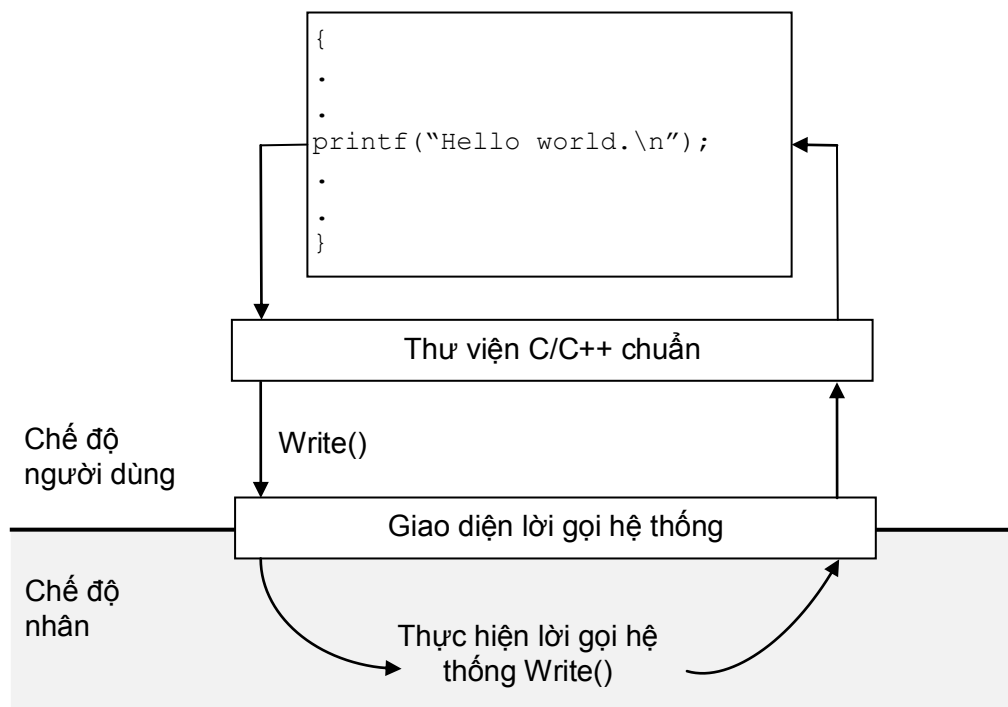 {
.
.
printf(“Hello world.\n”);
.
.
}
Thư viện C/C++ chuẩn
Chế độ
người dùng
Write()
Giao diện lời gọi hệ thống
Chế độ
nhân
Thực hiện lời gọi hệ
thống Write()